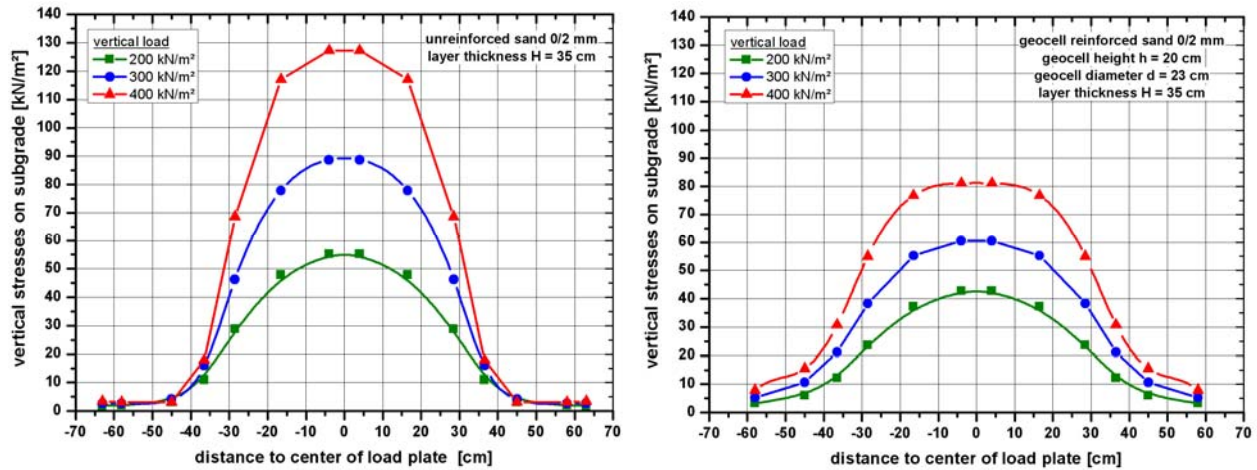 140
130
120
110
100
90
80
70
60
50
40
30
20
10
0
vertical stresses on subgrade [kN/m²]
vertical load
200 kN/m²
300 kN/m²
400 kN/m²
unreinforced sand 0/2 mm
layer thickness H = 35 cm
-70 -60 -50 -40 -30 -20 -10 0 10 20 30 40 50 60 70
distance to center of load plate [cm]
140
130
120
110
100
90
80
70
60
50
40
30
20
10
0
vertical stresses on subgrade [kN/m²]
vertical load
200 kN/m²
300 kN/m²
400 kN/m²
geocell reinforced sand 0/2 mm
geocell height h = 20 cm
geocell diameter d = 23 cm
layer thickness H = 35 cm
-70 -60 -50 -40 -30 -20 -10 0 10 20 30 40 50 60 70
distance to center of load plate [cm]